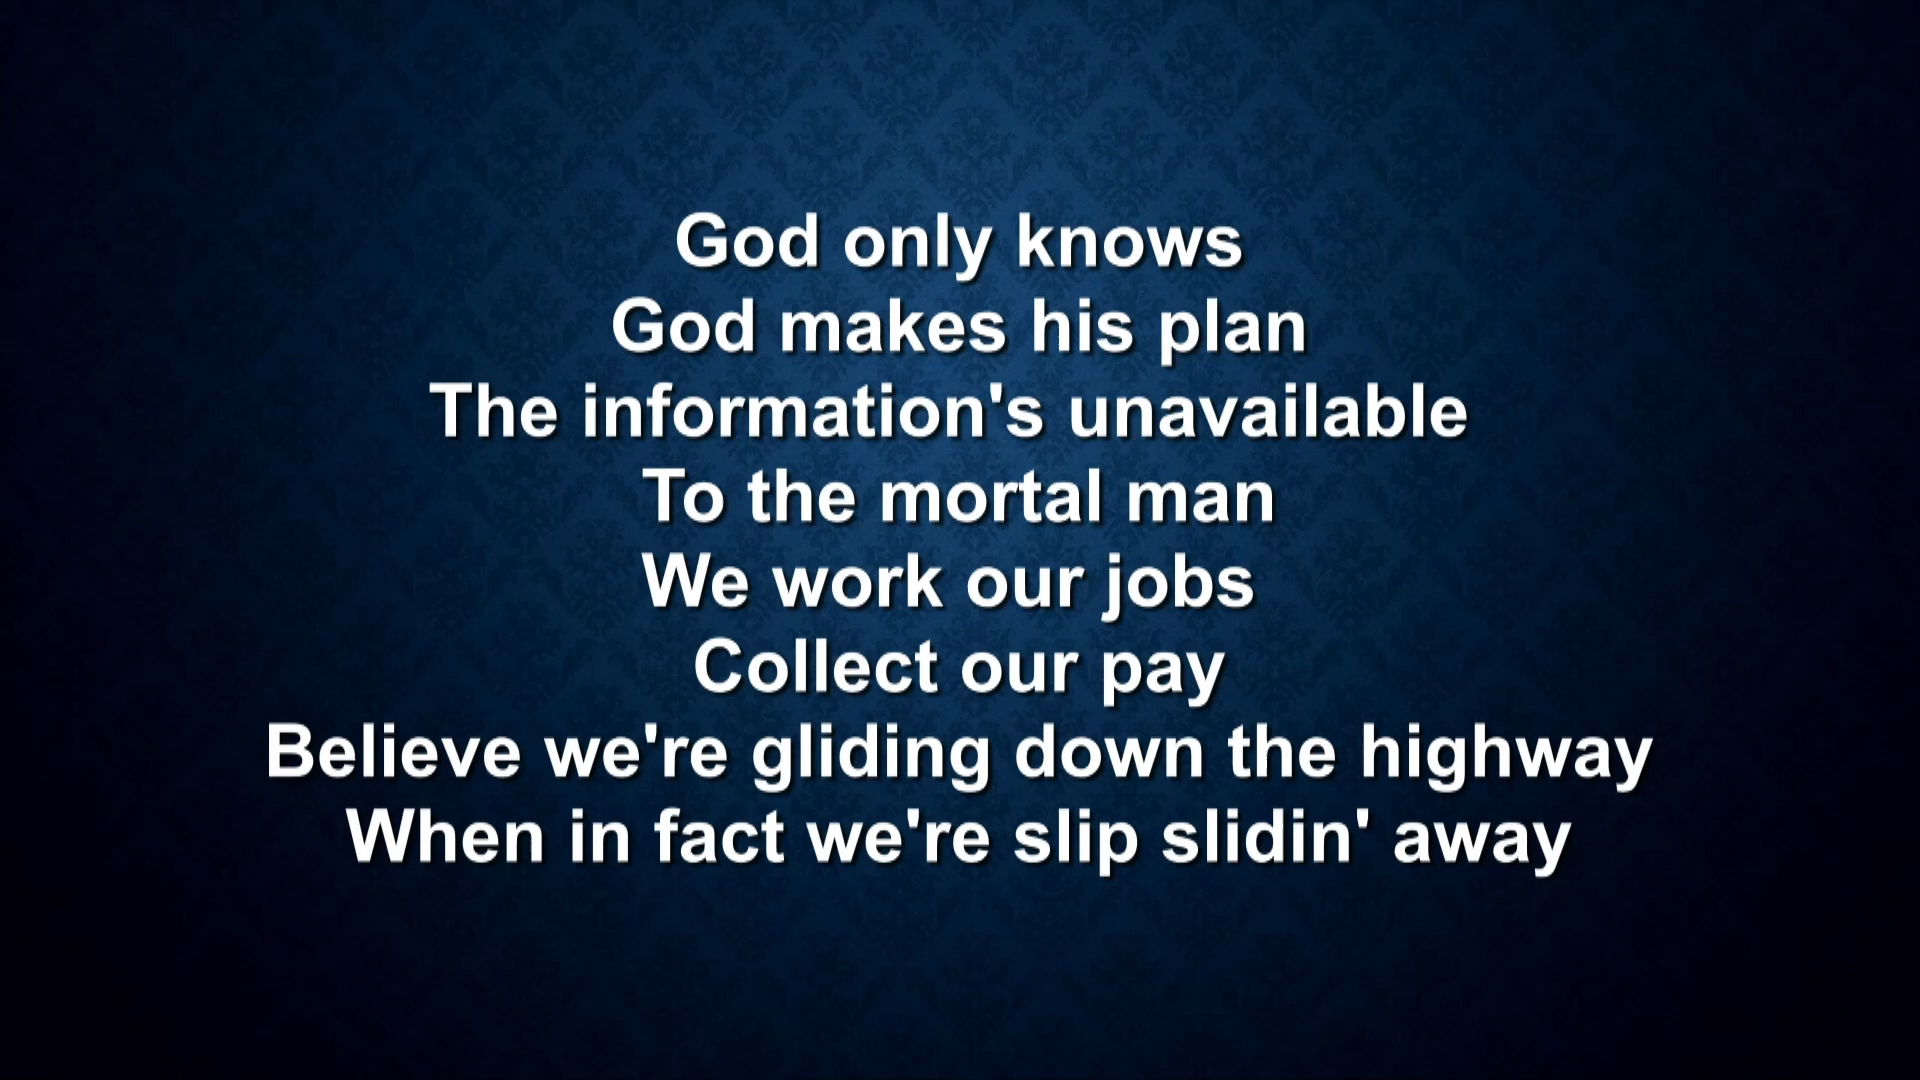 God only knows
God makes his plan
The information's unavailable
To the mortal man
We work our jobs
Collect our pay
Believe we're gliding down the highway
When in fact we're slip slidin' away